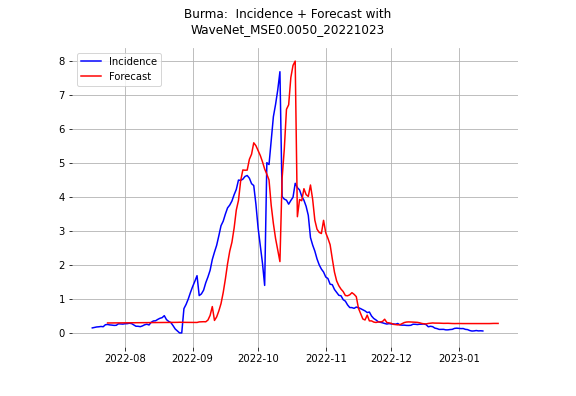 Burma:  Incidence + Forecast with
WaveNet_MSE0.0050_20221023
Incidence
Forecast
8
7
6
5
4
3
2
1
0
2022-08 2022-09 2022-10 2022-11 2022-12 2023-01